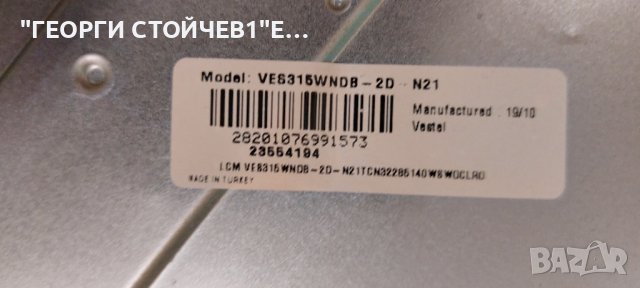 "ГЕОРГИ СТОЙЧЕВ1"Е...
Model: VES315WNDB-2D-N21
Manufactured : 19/10
Vestel
28201076991573
23554194
LCM VES315WNDB-2D-N21TCN32285140W8WDCLRD
MADE IN TURKEY
BAZAR